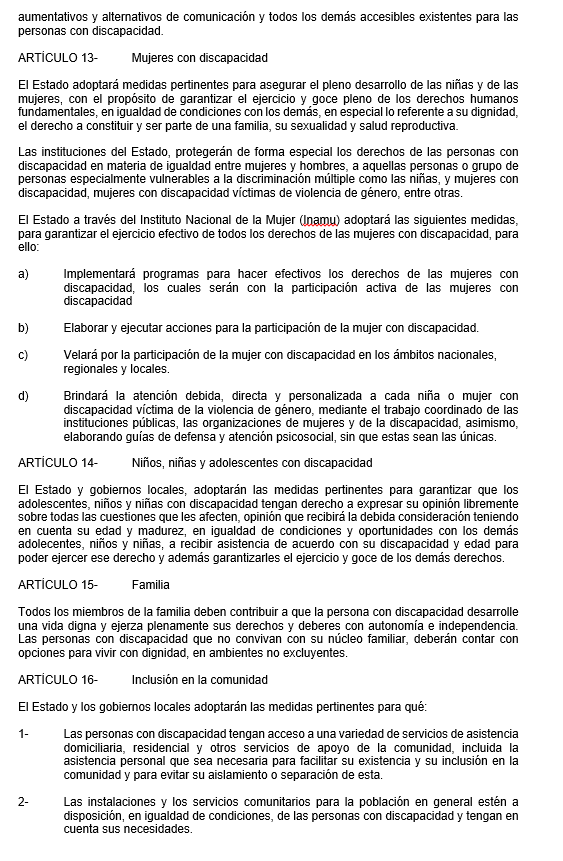 aumentativos y alternativos de comunicación y todos los demás accesibles existentes para las
personas con discapacidad.
ARTÍCULO 13- Mujeres con discapacidad
El Estado adoptará medidas pertinentes para asegurar el pleno desarrollo de las niñas y de las
mujeres, con el propósito de garantizar el ejercicio y goce pleno de los derechos humanos
fundamentales, en igualdad de condiciones con los demás, en especial lo referente a su dignidad,
el derecho a constituir y ser parte de una familia, su sexualidad y salud reproductiva.
Las instituciones del Estado, protegerán de forma especial los derechos de las personas con
discapacidad en materia de igualdad entre mujeres y hombres, a aquellas personas o grupo de
personas especialmente vulnerables a la discriminación múltiple como las niñas, y mujeres con
discapacidad, mujeres con discapacidad víctimas de violencia de género, entre otras.
El Estado a través del Instituto Nacional de la Mujer (Inamu) adoptará las siguientes medidas,
para garantizar el ejercicio efectivo de todos los derechos de las mujeres con discapacidad, para
ello:
a) Implementará programas para hacer efectivos los derechos de las mujeres con
discapacidad, los cuales serán con la participación activa de las mujeres con
discapacidad
b) Elaborar y ejecutar acciones para la participación de la mujer con discapacidad.
c) Velará por la participación de la mujer con discapacidad en los ámbitos nacionales,
regionales y locales.
d) Brindará la atención debida, directa y personalizada a cada niña o mujer con
discapacidad víctima de la violencia de género, mediante el trabajo coordinado de las
instituciones públicas, las organizaciones de mujeres y de la discapacidad, asimismo,
elaborando guías de defensa y atención psicosocial, sin que estas sean las únicas.
ARTÍCULO 14- Niños, niñas y adolescentes con discapacidad
El Estado y gobiernos locales, adoptarán las medidas pertinentes para garantizar que los
adolescentes, niños y niñas con discapacidad tengan derecho a expresar su opinión libremente
sobre todas las cuestiones que les afecten, opinión que recibirá la debida consideración teniendo
en cuenta su edad y madurez, en igualdad de condiciones y oportunidades con los demás
adolecentes, niños y niñas, a recibir asistencia de acuerdo con su discapacidad y edad para
poder ejercer ese derecho y además garantizarles el ejercicio y goce de los demás derechos.
ARTÍCULO 15- Familia
Todos los miembros de la familia deben contribuir a que la persona con discapacidad desarrolle
una vida digna y ejerza plenamente sus derechos y deberes con autonomía e independencia.
Las personas con discapacidad que no convivan con su núcleo familiar, deberán contar con
opciones para vivir con dignidad, en ambientes no excluyentes.
ARTÍCULO 16- Inclusión en la comunidad
El Estado y los gobiernos locales adoptarán las medidas pertinentes para qué:
1- Las personas con discapacidad tengan acceso a una variedad de servicios de asistencia
domiciliaria, residencial y otros servicios de apoyo de la comunidad, incluida la
asistencia personal que sea necesaria para facilitar su existencia y su inclusión en la
comunidad y para evitar su aislamiento o separación de esta.
2- Las instalaciones y los servicios comunitarios para la población en general estén a
disposición, en igualdad de condiciones, de las personas con discapacidad y tengan en
cuenta sus necesidades.